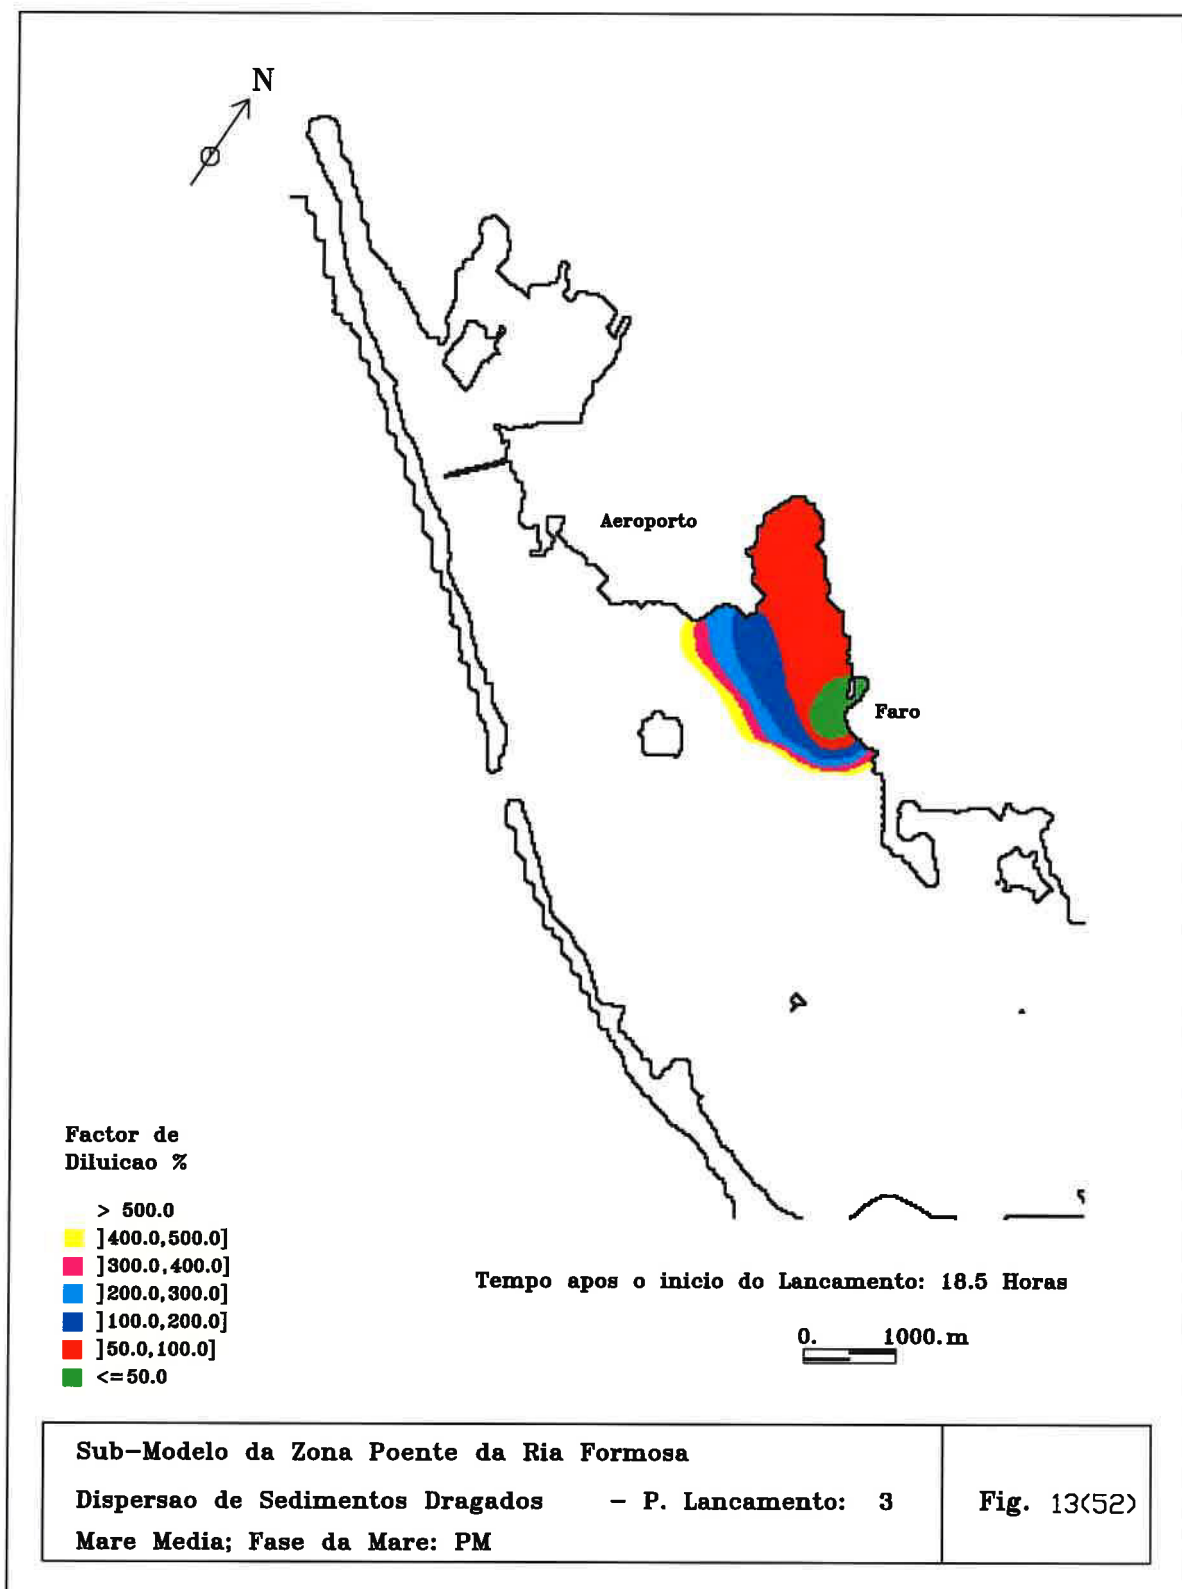 N
Aeroporto
Faro
Factor de
Diluicao %
> 500.0
]400.0,500.0]
]300.0,400.0]
]200.0,300.0]
]100.0,200.0]
]50.0,100.0]
<=50.0
Tempo apos o inicio do Lancamento: 18.5 Horas
0. 1000.m
Sub-Modelo da Zona Poente da Ria Formosa
Dispersao de Sedimentos Dragados - P. Lancamento: 3
Mare Media; Fase da Mare: PM
Fig. 13(52)